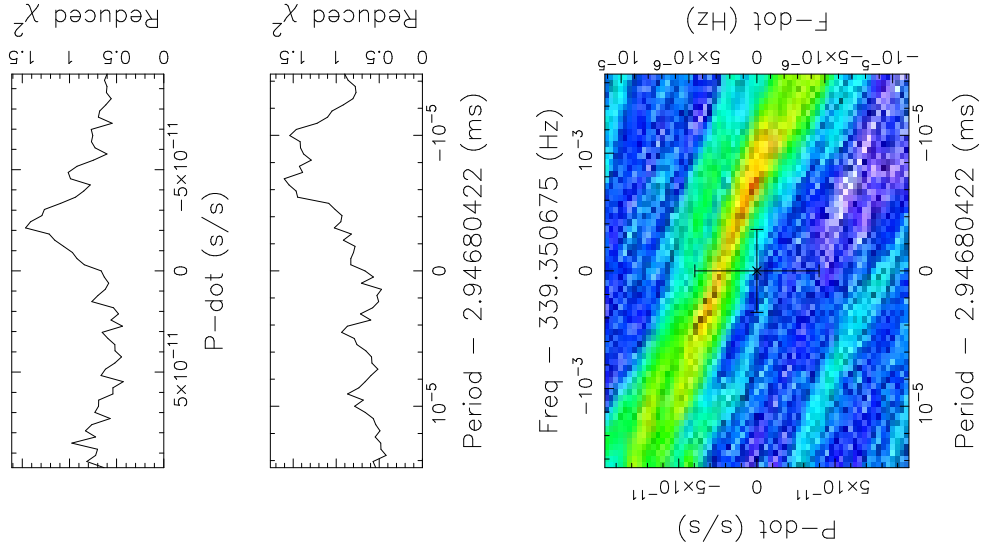 Reduced χ²
1.5 1 0.5 0
−5×10⁻¹¹ 0 5×10⁻¹¹
P−dot (s/s)
Reduced χ²
1.5 1 0.5 0
−10⁻⁵ 0 10⁻⁵
Period − 2.94680422 (ms)
F−dot (Hz)
10⁻⁵ 5×10⁻⁶ 0 −5×10⁻⁶ −10⁻⁵
Freq − 339.350675 (Hz)
10⁻³ 0 −10⁻³
−10⁻⁵ 0 10⁻⁵
Period − 2.94680422 (ms)
−5×10⁻¹¹ 0 5×10⁻¹¹
P−dot (s/s)